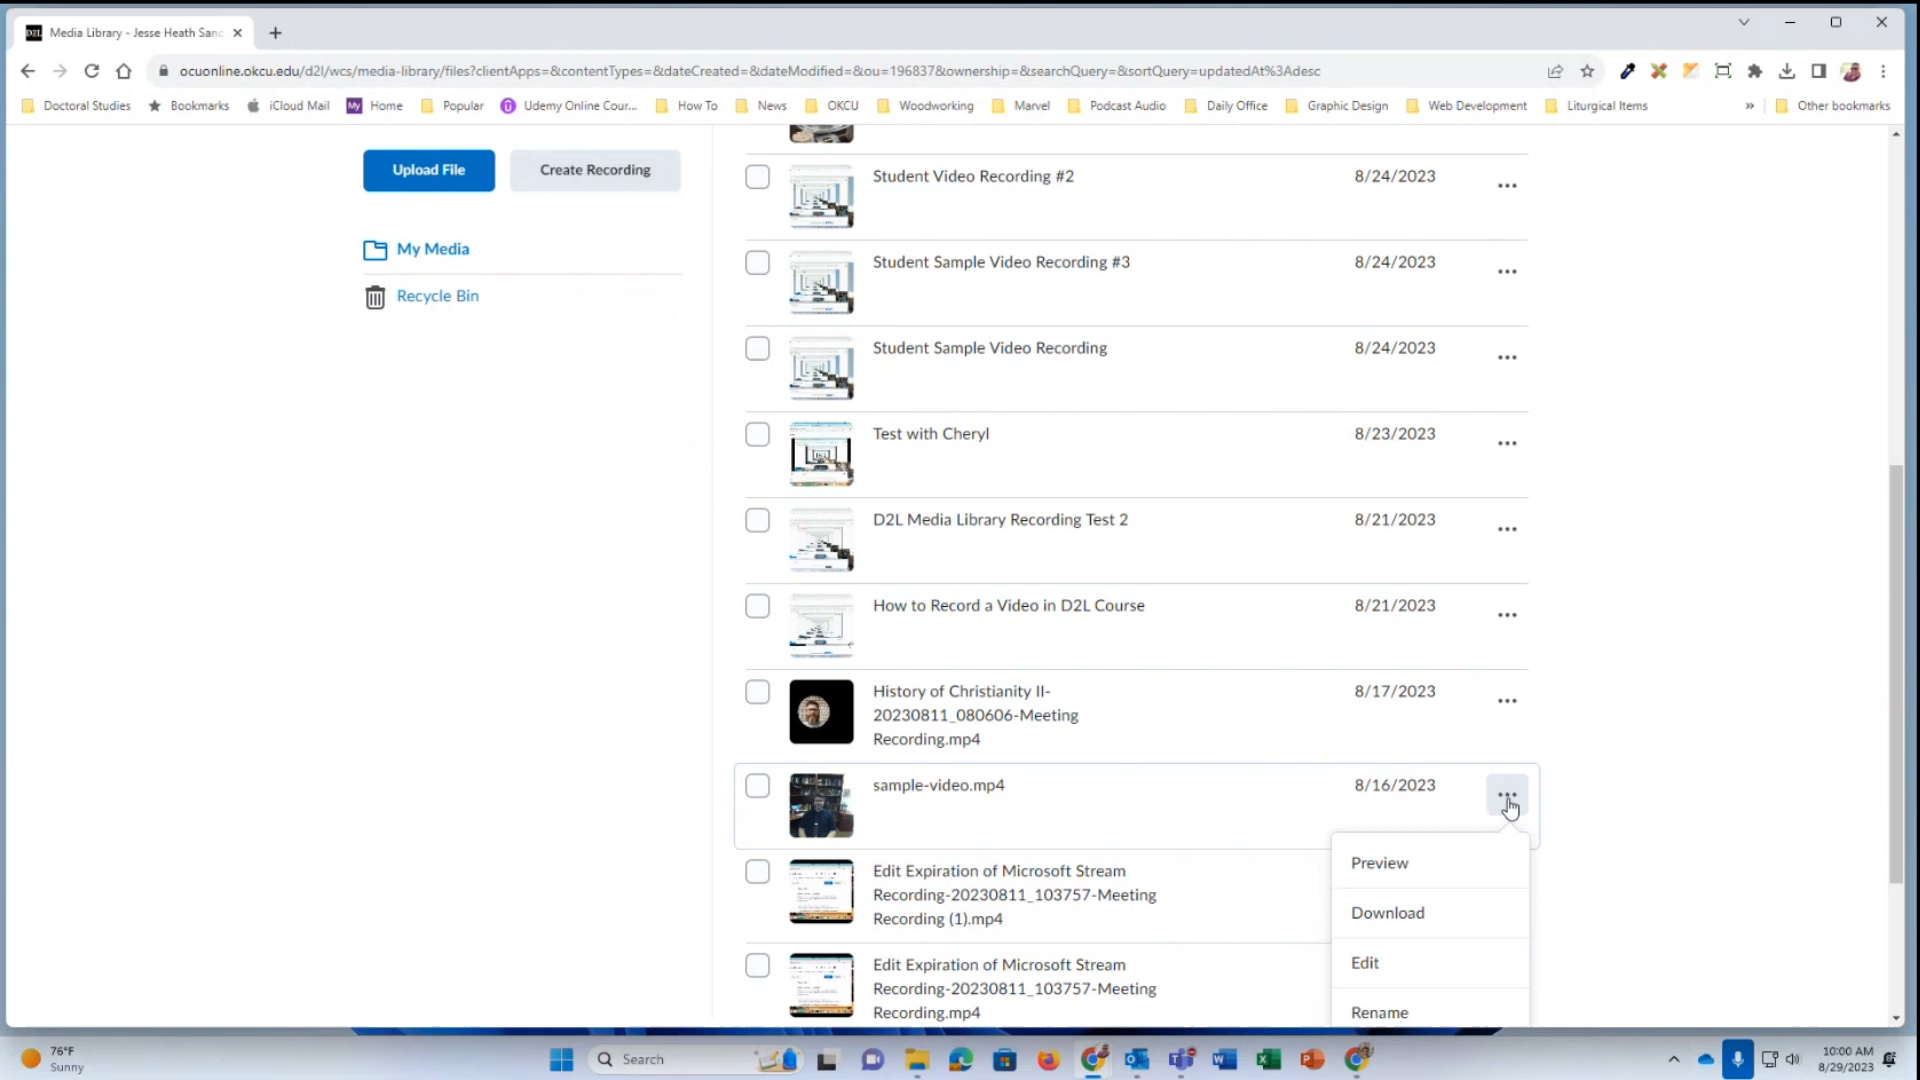 Media Library - Jesse Heath Sanc
ocuonline.okcu.edu/d2l/wcs/media-library/files?clientApps=&contentTypes=&dateCreated=&dateModified=&ou=196837&ownership=&searchQuery=&sortQuery=updatedAt%3Adesc
Doctoral Studies Bookmarks iCloud Mail My Home Popular Udemy Online Cour... How To News OKCU Woodworking Marvel Podcast Audio Daily Office Graphic Design Web Development Liturgical Items » Other bookmarks
Upload File
Create Recording
My Media
Recycle Bin
Student Video Recording #2 8/24/2023
Student Sample Video Recording #3 8/24/2023
Student Sample Video Recording 8/24/2023
Test with Cheryl 8/23/2023
D2L Media Library Recording Test 2 8/21/2023
How to Record a Video in D2L Course 8/21/2023
History of Christianity II- 8/17/2023
20230811_080606-Meeting
Recording.mp4
sample-video.mp4 8/16/2023
Edit Expiration of Microsoft Stream
Recording-20230811_103757-Meeting
Recording (1).mp4
Edit Expiration of Microsoft Stream
Recording-20230811_103757-Meeting
Recording.mp4
Preview
Download
Edit
Rename
76°F
Sunny
Search
10:00 AM
8/29/2023